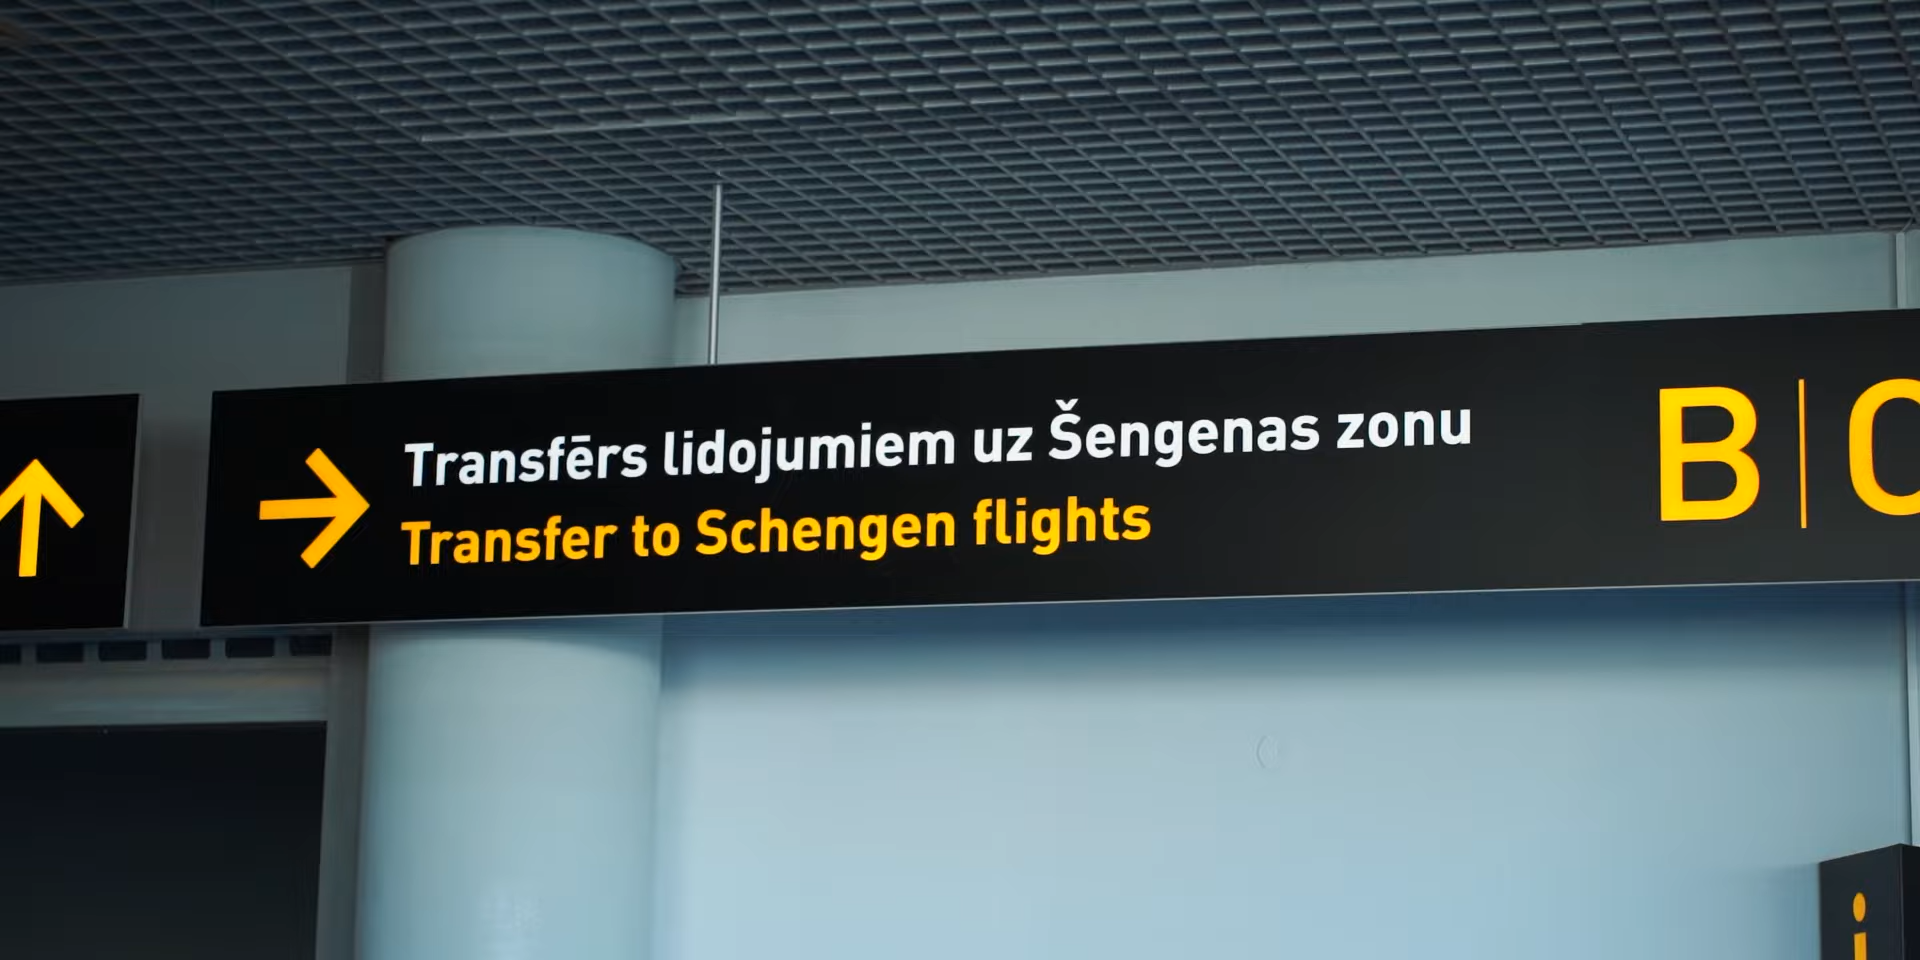 Transfērs lidojumiem uz Šengenas zonu
Transfer to Schengen flights
B | C
i